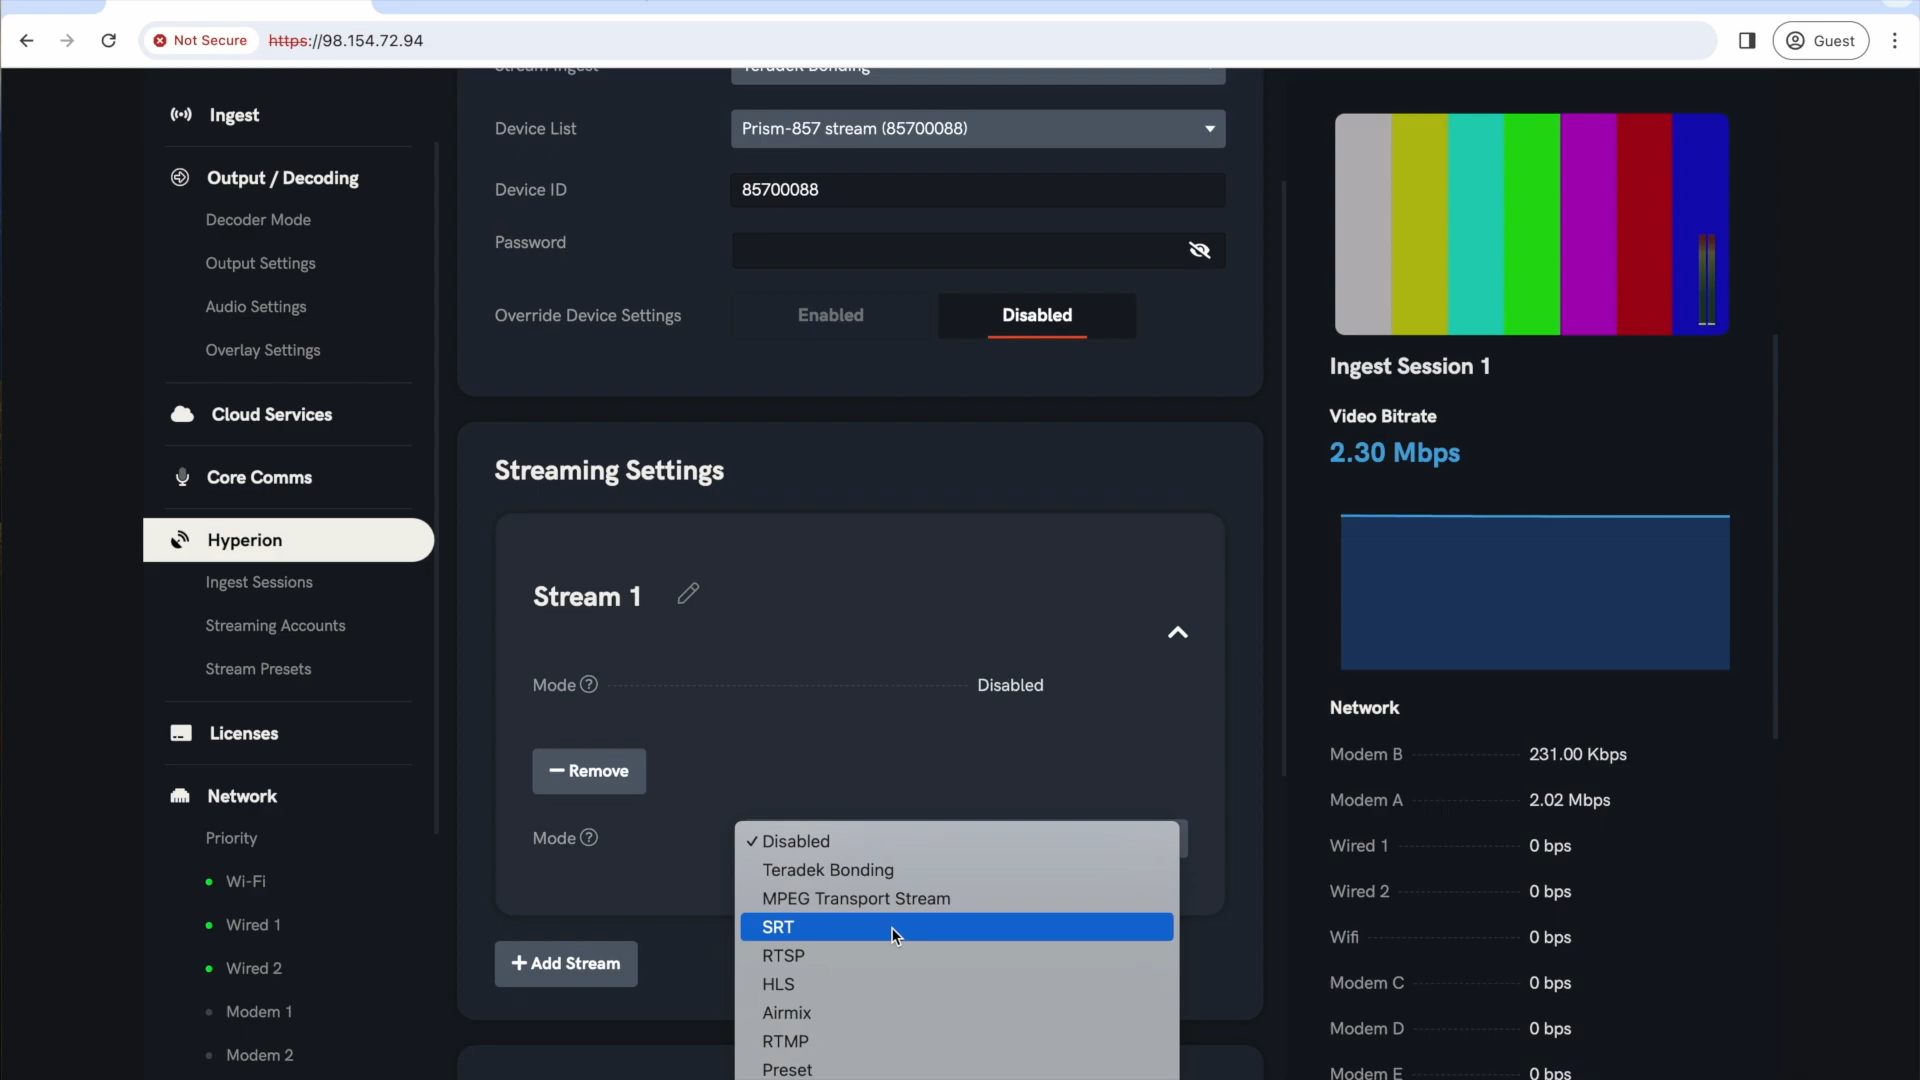 Not Secure https://98.154.72.94 Guest
Ingest
Output / Decoding
Decoder Mode
Output Settings
Audio Settings
Overlay Settings
Cloud Services
Core Comms
Hyperion
Ingest Sessions
Streaming Accounts
Stream Presets
Licenses
Network
Priority
Wi-Fi
Wired 1
Wired 2
Modem 1
Modem 2
Stream Ingest Teradek Bonding
Device List Prism-857 stream (85700088)
Device ID 85700088
Password
Override Device Settings Enabled Disabled
Streaming Settings
Stream 1
Mode ? Disabled
Remove
Mode ?
Disabled
Teradek Bonding
MPEG Transport Stream
SRT
RTSP
HLS
Airmix
RTMP
Preset
+ Add Stream
Ingest Session 1
Video Bitrate
2.30 Mbps
Network
Modem B 231.00 Kbps
Modem A 2.02 Mbps
Wired 1 0 bps
Wired 2 0 bps
Wifi 0 bps
Modem C 0 bps
Modem D 0 bps
Modem E 0 bps